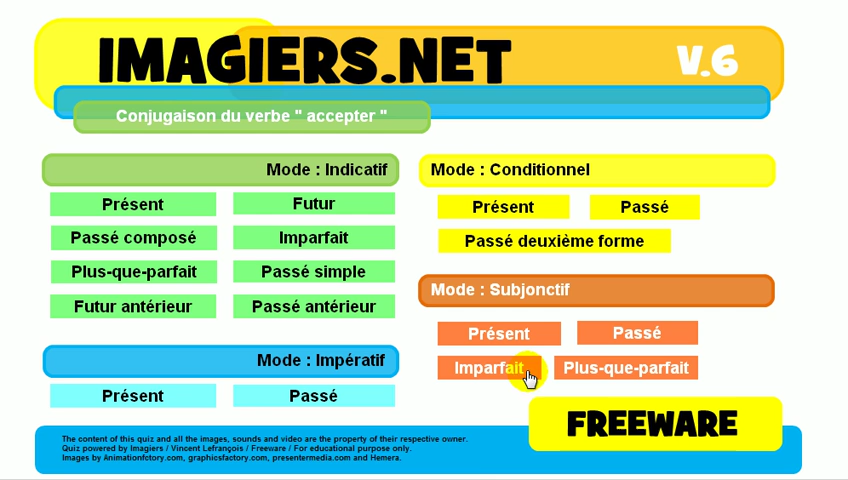 IMAGIERS.NET
V.6
Conjugaison du verbe " accepter "
Mode : Indicatif
Présent
Futur
Passé composé
Imparfait
Plus-que-parfait
Passé simple
Futur antérieur
Passé antérieur
Mode : Impératif
Présent
Passé
Mode : Conditionnel
Présent
Passé
Passé deuxième forme
Mode : Subjonctif
Présent
Passé
Imparfait
Plus-que-parfait
FREEWARE
The content of this quiz and all the images, sounds and video are the property of their respective owner.
Quiz powered by Imagiers / Vincent Lefrançois / Freeware / For educational purpose only.
Images by Animationfctory.com, graphicsfactory.com, presentermedia.com and Hemera.